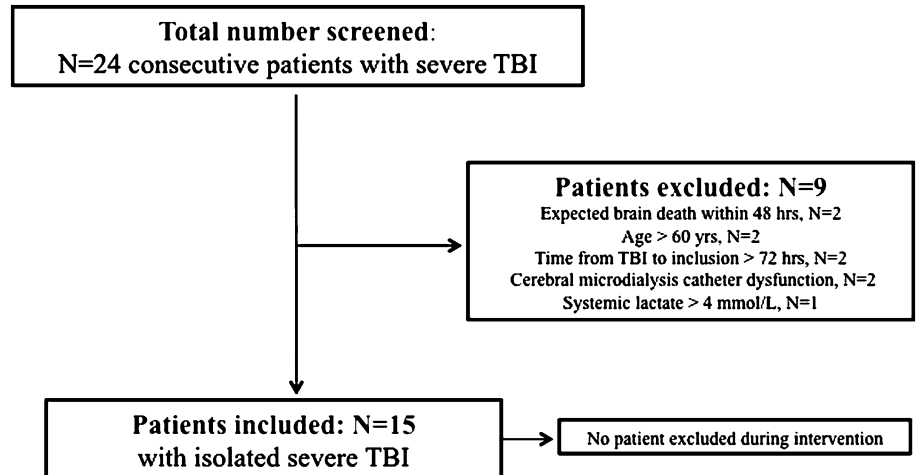 Total number screened:
N=24 consecutive patients with severe TBI
Patients excluded: N=9
Expected brain death within 48 hrs, N=2
Age > 60 yrs, N=2
Time from TBI to inclusion > 72 hrs, N=2
Cerebral microdialysis catheter dysfunction, N=2
Systemic lactate > 4 mmol/L, N=1
Patients included: N=15
with isolated severe TBI
No patient excluded during intervention